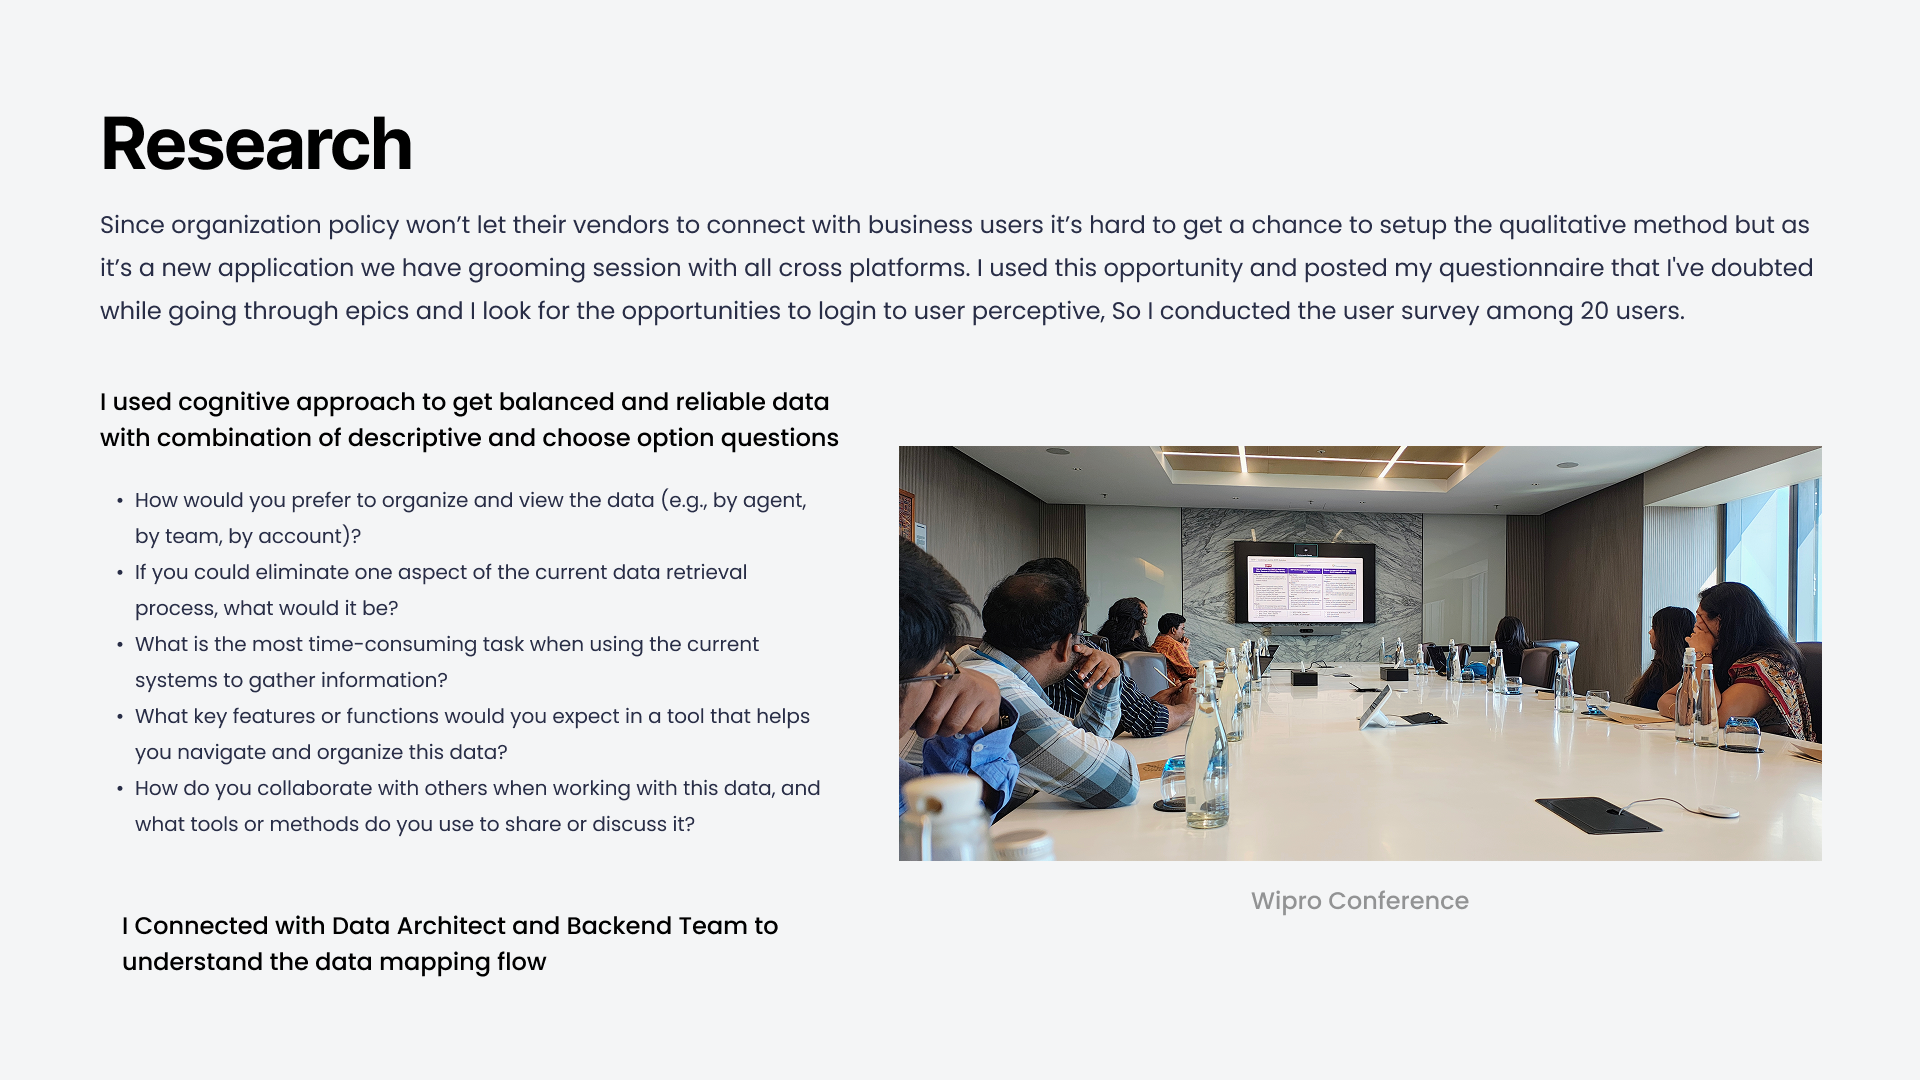 Research
Since organization policy won’t let their vendors to connect with business users it’s hard to get a chance to setup the qualitative method but as
it’s a new application we have grooming session with all cross platforms. I used this opportunity and posted my questionnaire that I've doubted
while going through epics and I look for the opportunities to login to user perceptive, So I conducted the user survey among 20 users.
I used cognitive approach to get balanced and reliable data
with combination of descriptive and choose option questions
• How would you prefer to organize and view the data (e.g., by agent,
by team, by account)?
• If you could eliminate one aspect of the current data retrieval
process, what would it be?
• What is the most time-consuming task when using the current
systems to gather information?
• What key features or functions would you expect in a tool that helps
you navigate and organize this data?
• How do you collaborate with others when working with this data, and
what tools or methods do you use to share or discuss it?
I Connected with Data Architect and Backend Team to
understand the data mapping flow
Wipro Conference